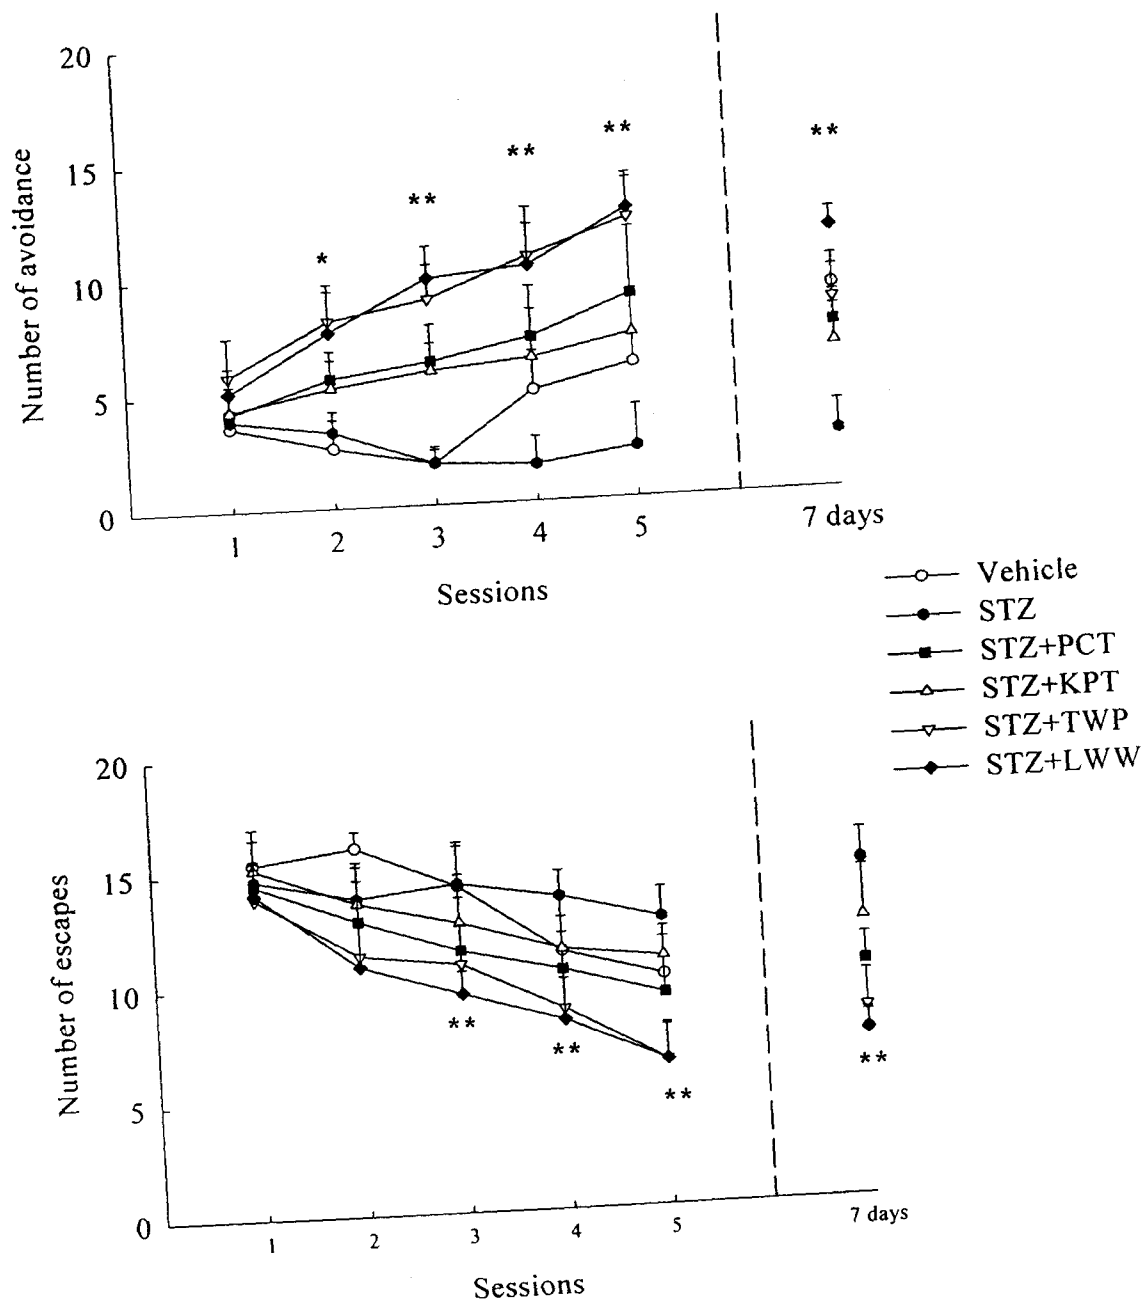 20
15
10
5
0
Number of avoidance
*
**
**
**
**
1
2
3
4
5
7 days
Sessions
Vehicle
STZ
STZ+PCT
STZ+KPT
STZ+TWP
STZ+LWW
20
15
10
5
0
Number of escapes
**
**
**
**
1
2
3
4
5
7 days
Sessions